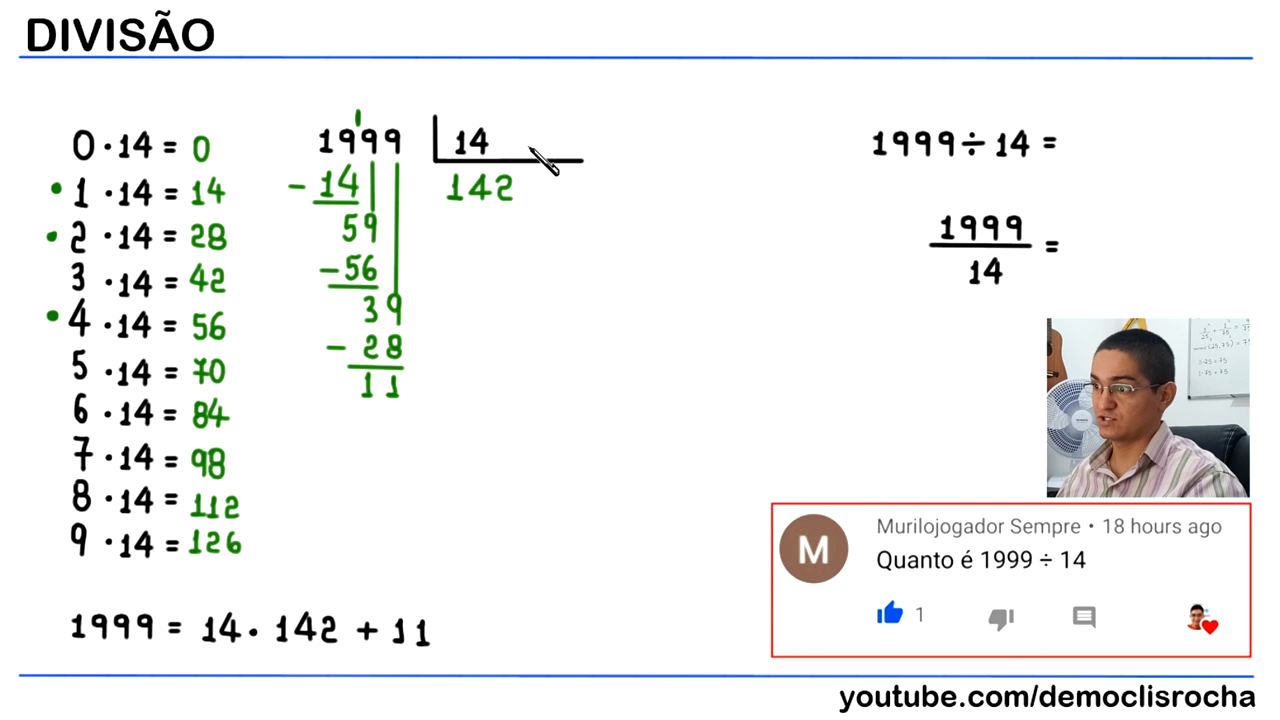 DIVISÃO
0 · 14 = 0
· 1 · 14 = 14
· 2 · 14 = 28
3 · 14 = 42
· 4 · 14 = 56
5 · 14 = 70
6 · 14 = 84
7 · 14 = 98
8 · 14 = 112
9 · 14 = 126
1
1999 14
- 14 142
59
- 56
39
- 28
11
1999 = 14 · 142 + 11
1999 ÷ 14 =
1999
=
14
Murilojogador Sempre • 18 hours ago
M
Quanto é 1999 ÷ 14
1
youtube.com/democlisrocha